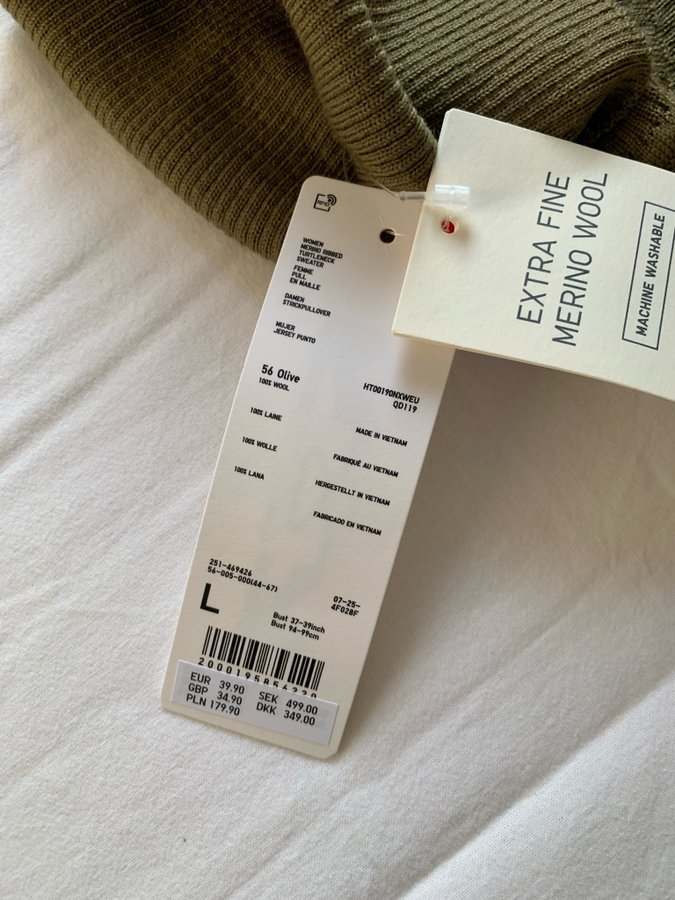 RFID
WOMEN
MERINO RIBBED
TURTLENECK
SWEATER
FEMME
PULL
EN MAILLE
DAMEN
STRICKPULLOVER
MUJER
JERSEY PUNTO
56 Olive
100% WOOL
HT00190NXWEU
QD119
100% LAINE
MADE IN VIETNAM
100% WOLLE
FABRIQUÉ AU VIETNAM
100% LANA
HERGESTELLT IN VIETNAM
FABRICADO EN VIETNAM
251-469426
56-005-000(44-67)
L
07-25-
4F028F
Bust 37-39inch
Bust 94-99cm
EUR 39.90 SEK 499.00
GBP 34.90 DKK 349.00
PLN 179.90
EXTRA FINE
MERINO WOOL
MACHINE WASHABLE